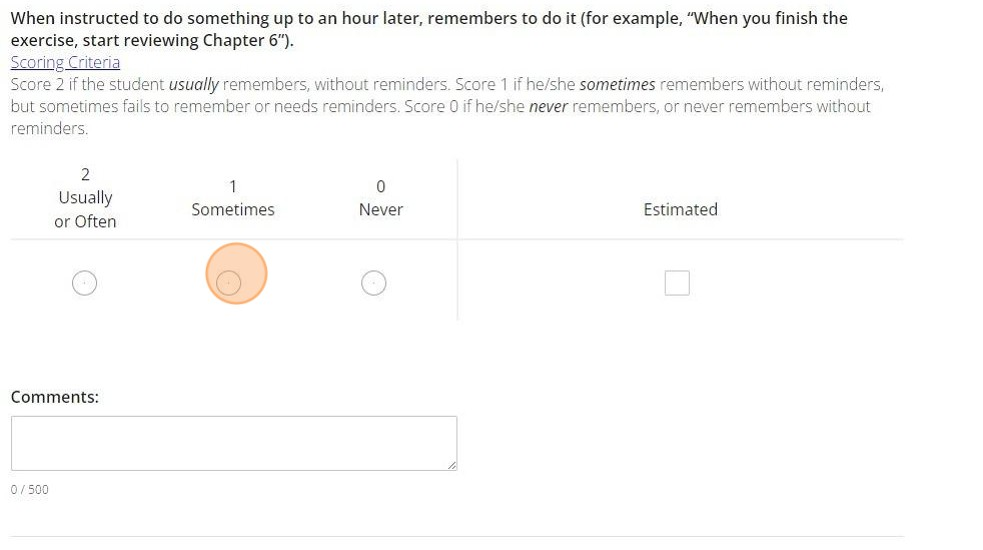 When instructed to do something up to an hour later, remembers to do it (for example, “When you finish the
exercise, start reviewing Chapter 6”).
Scoring Criteria
Score 2 if the student usually remembers, without reminders. Score 1 if he/she sometimes remembers without reminders,
but sometimes fails to remember or needs reminders. Score 0 if he/she never remembers, or never remembers without
reminders.
2
Usually
or Often
1
Sometimes
0
Never
Estimated
Comments:
0 / 500